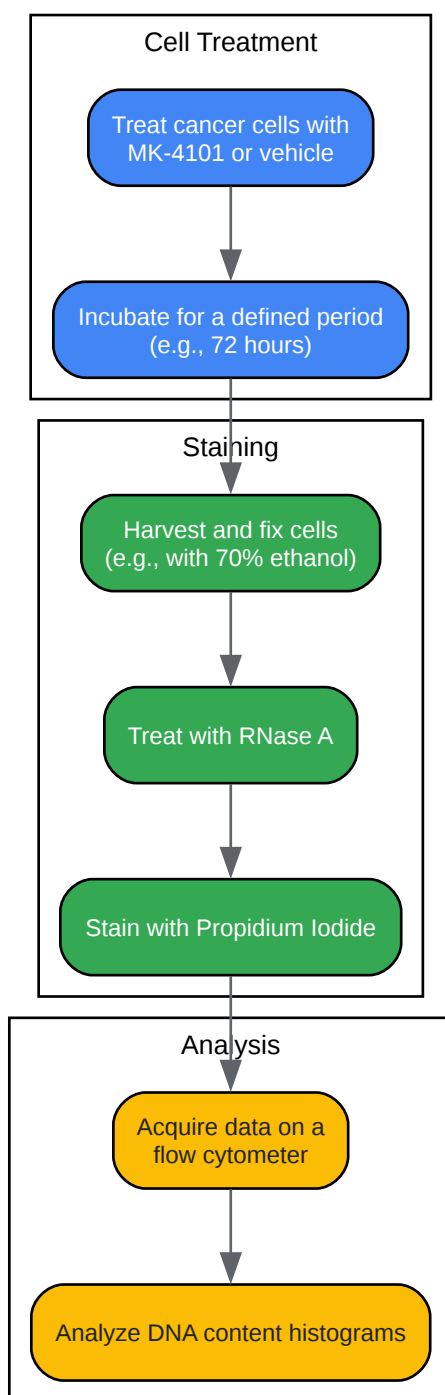 Cell Treatment
Treat cancer cells with
MK-4101 or vehicle
Incubate for a defined period
(e.g., 72 hours)
Staining
Harvest and fix cells
(e.g., with 70% ethanol)
Treat with RNase A
Stain with Propidium Iodide
Analysis
Acquire data on a
flow cytometer
Analyze DNA content histograms